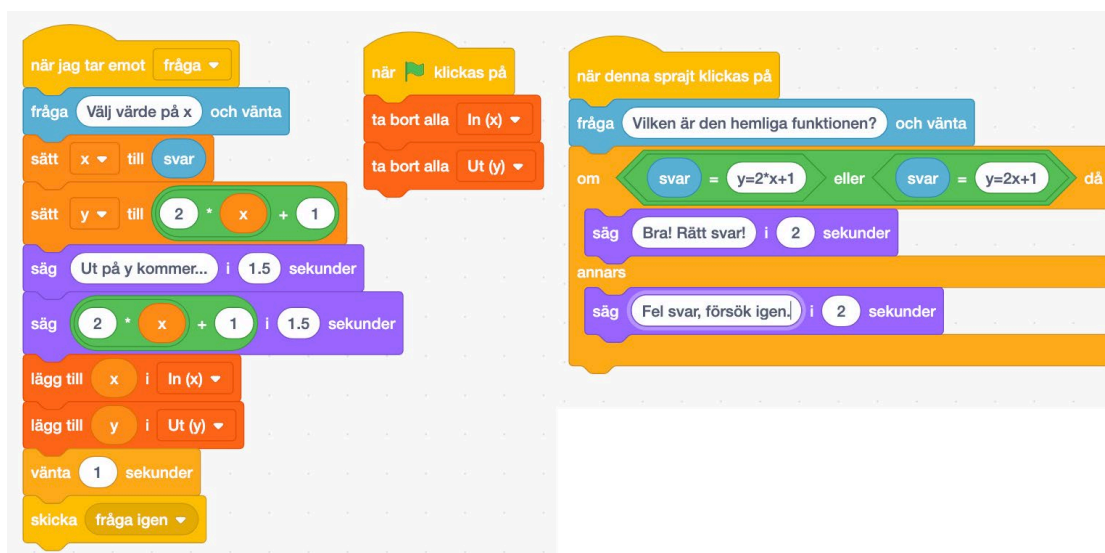 när jag tar emot fråga
fråga Välj värde på x och vänta
sätt x till svar
sätt y till 2 * x + 1
säg Ut på y kommer... i 1.5 sekunder
säg 2 * x + 1 i 1.5 sekunder
lägg till x i In (x)
lägg till y i Ut (y)
vänta 1 sekunder
skicka fråga igen
när klickas på
ta bort alla In (x)
ta bort alla Ut (y)
när denna sprajt klickas på
fråga Vilken är den hemliga funktionen? och vänta
om svar = y=2*x+1 eller svar = y=2x+1 då
säg Bra! Rätt svar! i 2 sekunder
annars
säg Fel svar, försök igen. i 2 sekunder